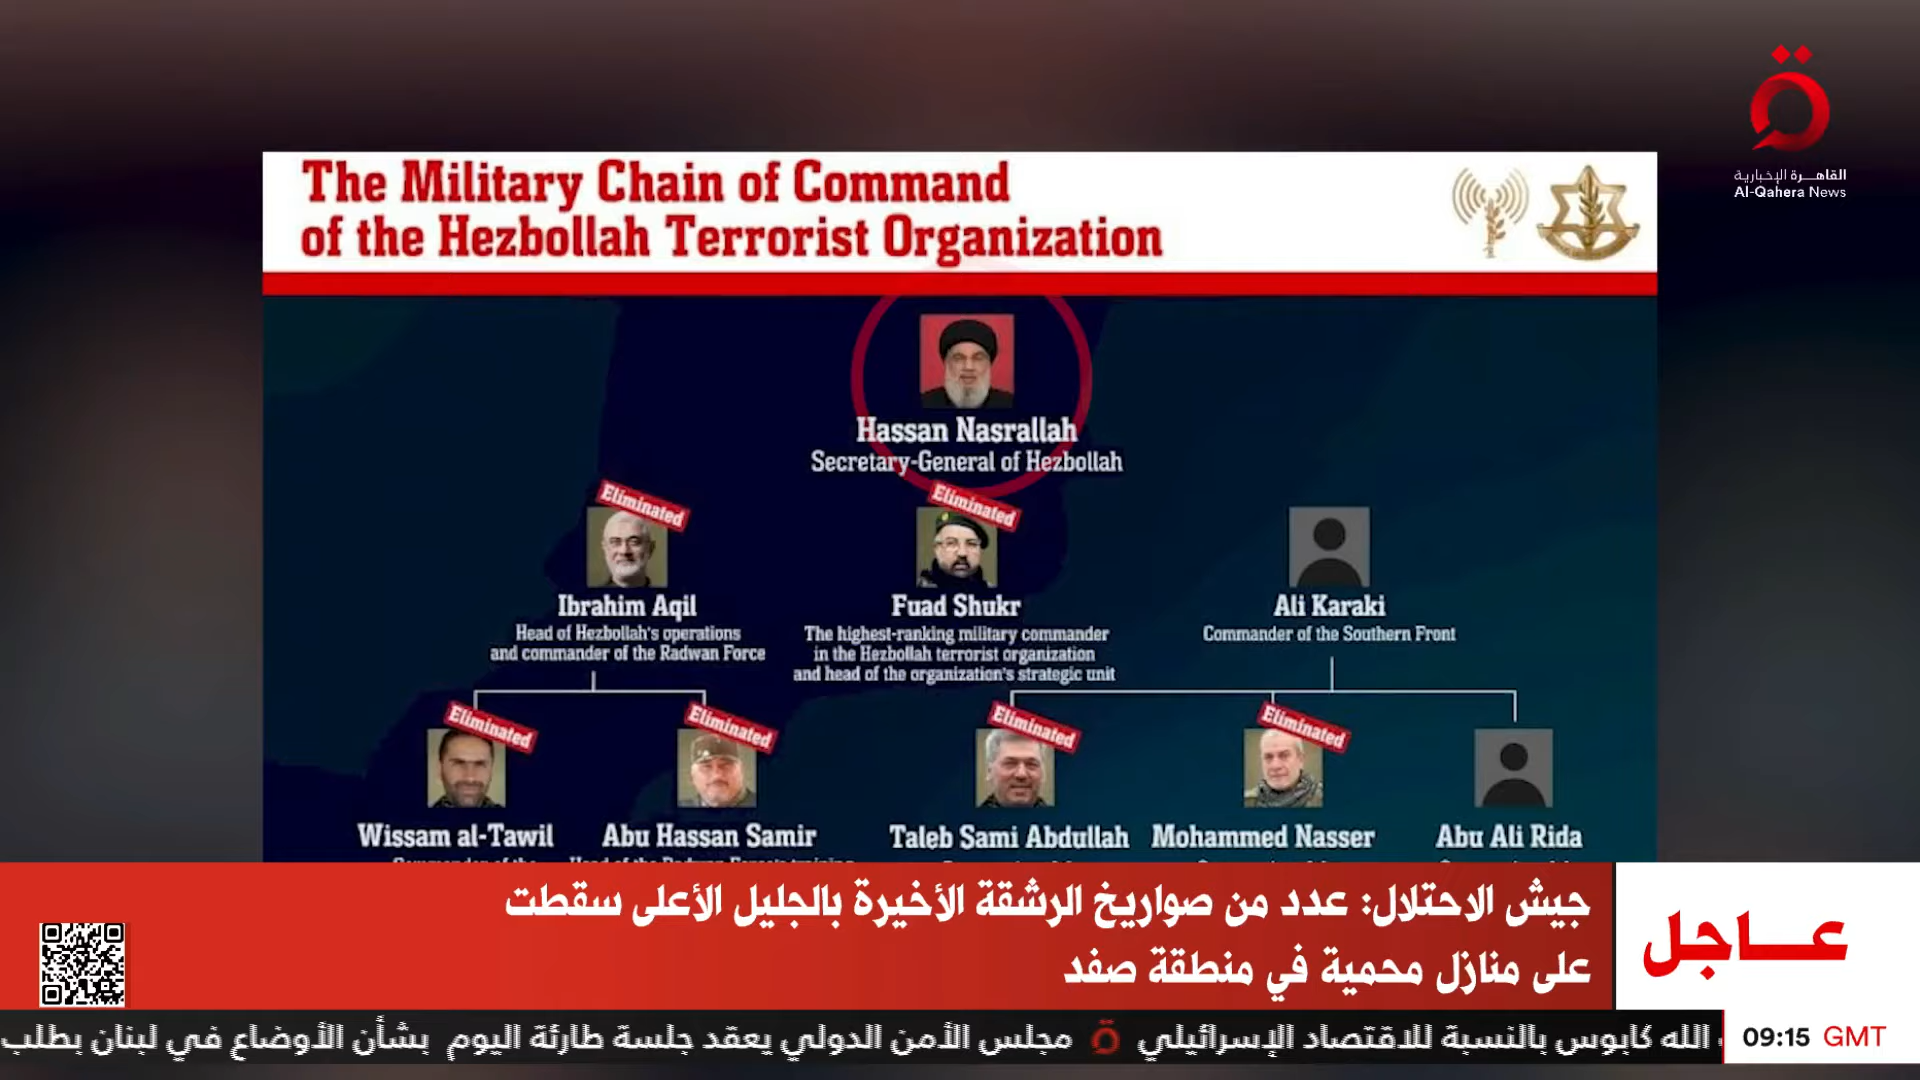 القاهرة الإخبارية
Al-Qahera News
The Military Chain of Command
of the Hezbollah Terrorist Organization
Hassan Nasrallah
Secretary-General of Hezbollah
Eliminated
Ibrahim Aqil
Head of Hezbollah's operations
and commander of the Radwan Force
Eliminated
Fuad Shukr
The highest-ranking military commander
in the Hezbollah terrorist organization
and head of the organization's strategic unit
Ali Karaki
Commander of the Southern Front
Eliminated
Wissam al-Tawil
Eliminated
Abu Hassan Samir
Eliminated
Taleb Sami Abdullah
Eliminated
Mohammed Nasser
Abu Ali Rida
عاجل
جيش الاحتلال: عدد من صواريخ الرشقة الأخيرة بالجليل الأعلى سقطت
على منازل محمية في منطقة صفد
الله كابوس بالنسبة للاقتصاد الإسرائيلي مجلس الأمن الدولي يعقد جلسة طارئة اليوم بشأن الأوضاع في لبنان بطلب
09:15 GMT